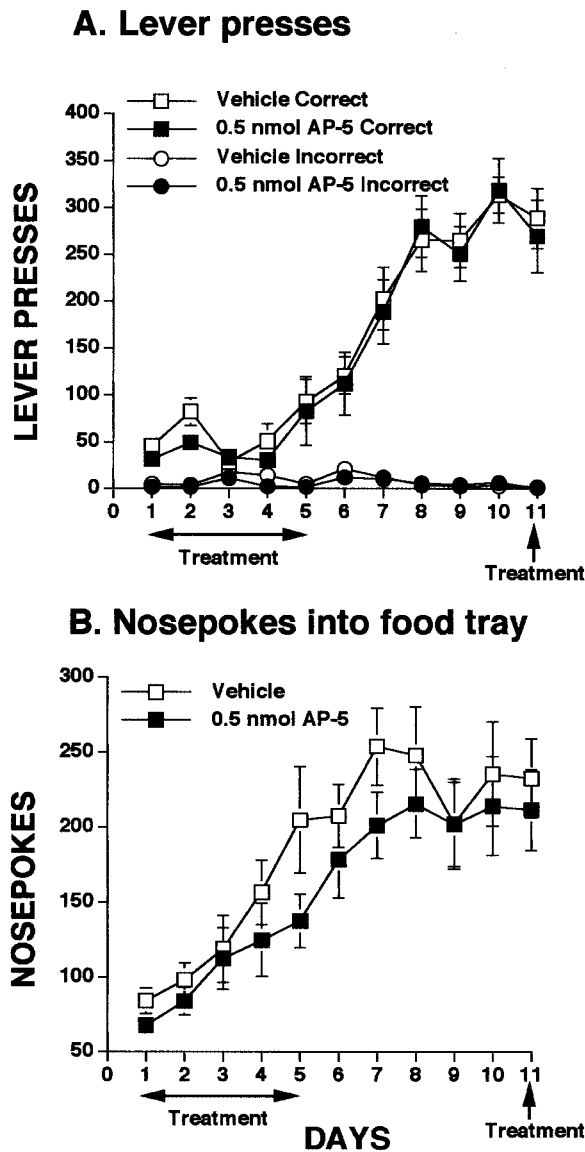 A. Lever presses
Vehicle Correct
0.5 nmol AP-5 Correct
Vehicle Incorrect
0.5 nmol AP-5 Incorrect
LEVER PRESSES
400
350
300
250
200
150
100
50
0
0 1 2 3 4 5 6 7 8 9 10 11
Treatment
Treatment
B. Nosepokes into food tray
Vehicle
0.5 nmol AP-5
NOSEPOKES
300
250
200
150
100
50
0 1 2 3 4 5 6 7 8 9 10 11
Treatment
Treatment
DAYS